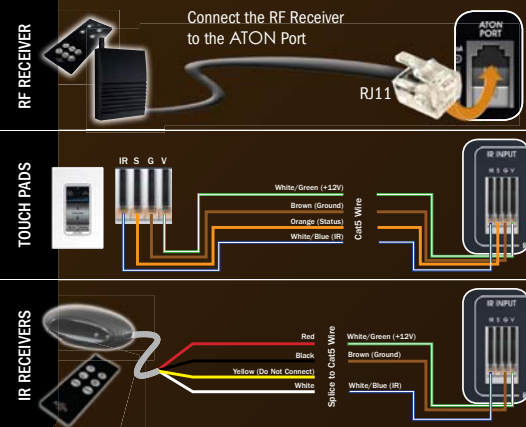 RF RECEIVER
Connect the RF Receiver
to the ATON Port
RJ11
ATON
PORT
TOUCH PADS
IR S G V
White/Green (+12V)
Brown (Ground)
Orange (Status)
White/Blue (IR)
Cat5 Wire
IR INPUT
IR S G V
IR RECEIVERS
Red
Black
Yellow (Do Not Connect)
White
Splice to Cat5 Wire
White/Green (+12V)
Brown (Ground)
White/Blue (IR)
IR INPUT
IR S G V